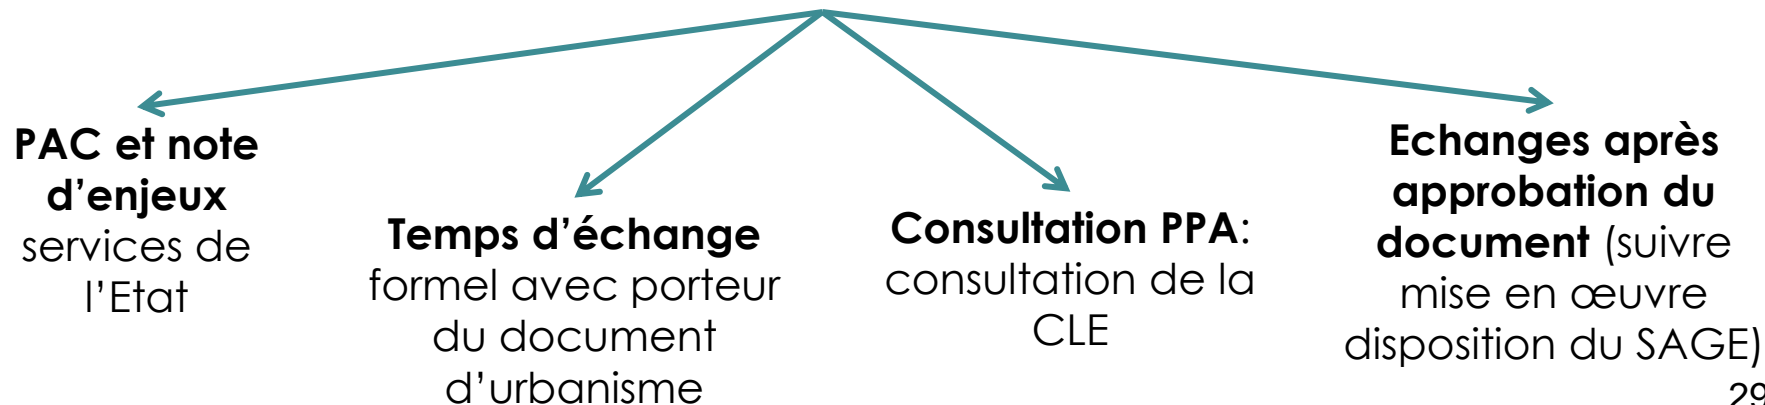 PAC et note
d’enjeux
services de
l’Etat
Temps d’échange
formel avec porteur
du document
d’urbanisme
Consultation PPA:
consultation de la
CLE
Echanges après
approbation du
document (suivre
mise en œuvre
disposition du SAGE)
29